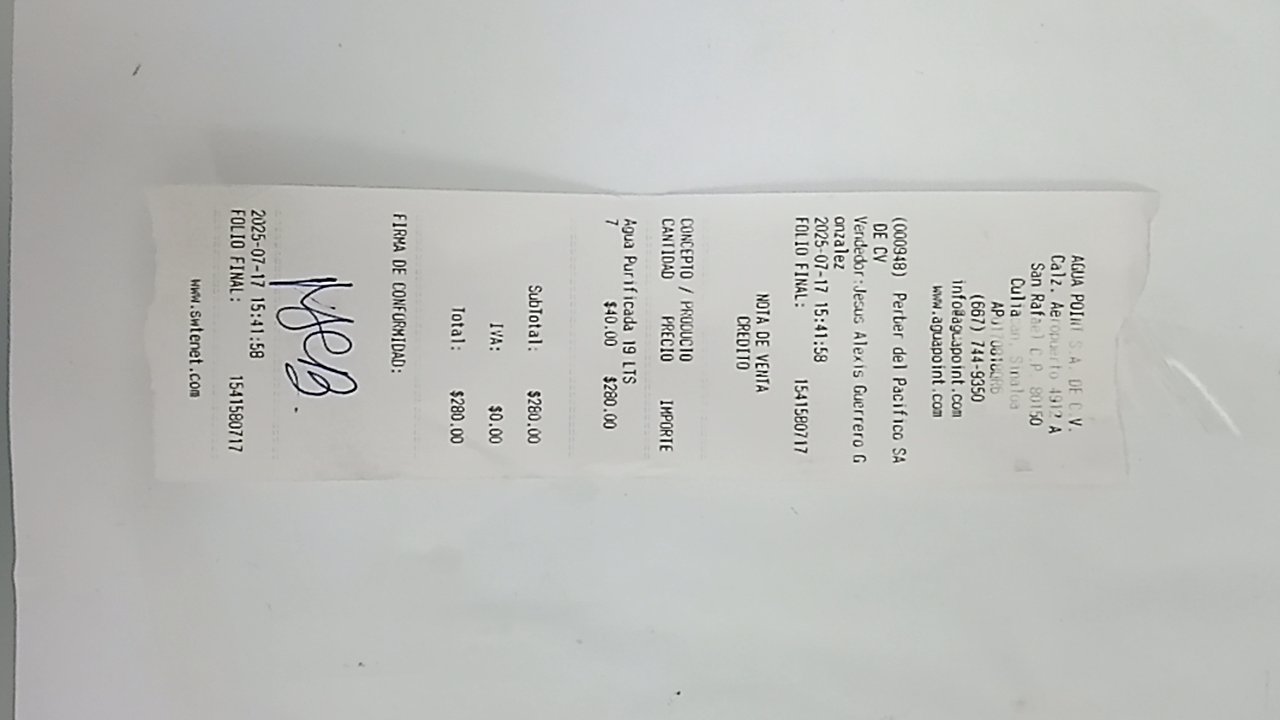 AGUA POINT S.A. DE C.V.
Calz. Aeropuerto 4912 A
San Rafael C.P. 80150
Culiacan, Sinaloa
(667) 744-9350
info@aguapoint.com
www.aguapoint.com
(000948) Perber del Pacifico SA
DE CV
Vendedor:Jesus Alexis Guerrero G
onzalez
2025-07-17 15:41:58
FOLIO FINAL: 1541580717
NOTA DE VENTA
CREDITO
CONCEPTO / PRODUCTO
CANTIDAD PRECIO IMPORTE
Agua Purificada 19 LTS
7 $40.00 $280.00
SubTotal: $280.00
IVA: $0.00
Total: $280.00
FIRMA DE CONFORMIDAD:
2025-07-17 15:41:58
FOLIO FINAL: 1541580717
www.swtenet.com